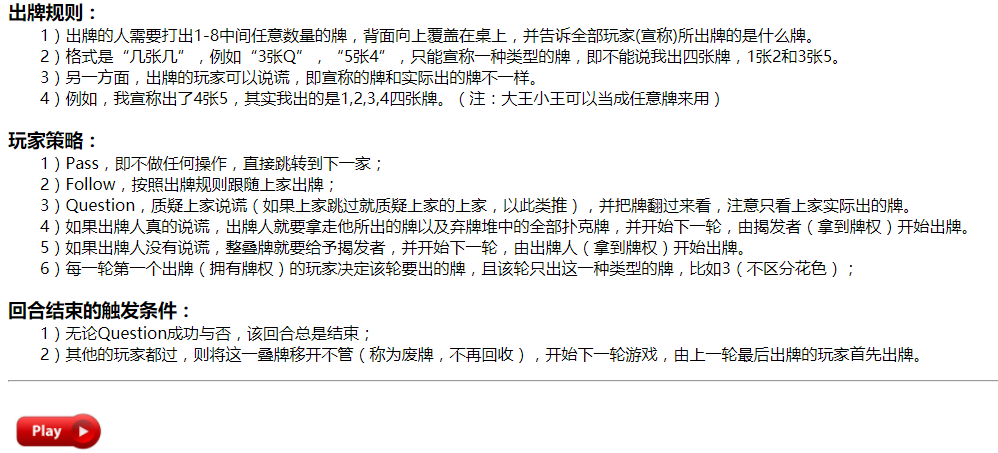 出牌规则：
1）出牌的人需要打出1-8中间任意数量的牌，背面向上覆盖在桌上，并告诉全部玩家(宣称)所出牌的是什么牌。
2）格式是“几张几”，例如“3张Q”，“5张4”，只能宣称一种类型的牌，即不能说我出四张牌，1张2和3张5。
3）另一方面，出牌的玩家可以说谎，即宣称的牌和实际出的牌不一样。
4）例如，我宣称出了4张5，其实我出的是1,2,3,4四张牌。（注：大王小王可以当成任意牌来用）
玩家策略：
1）Pass，即不做任何操作，直接跳转到下一家；
2）Follow，按照出牌规则跟随上家出牌；
3）Question，质疑上家说谎（如果上家跳过就质疑上家的上家，以此类推），并把牌翻过来看，注意只看上家实际出的牌。
4）如果出牌人真的说谎，出牌人就要拿走他所出的牌以及弃牌堆中的全部扑克牌，并开始下一轮，由揭发者（拿到牌权）开始出牌。
5）如果出牌人没有说谎，整叠牌就要给予揭发者，并开始下一轮，由出牌人（拿到牌权）开始出牌。
6）每一轮第一个出牌（拥有牌权）的玩家决定该轮要出的牌，且该轮只出这一种类型的牌，比如3（不区分花色）；
回合结束的触发条件：
1）无论Question成功与否，该回合总是结束；
2）其他的玩家都过，则将这一叠牌移开不管（称为废牌，不再回收），开始下一轮游戏，由上一轮最后出牌的玩家首先出牌。
Play